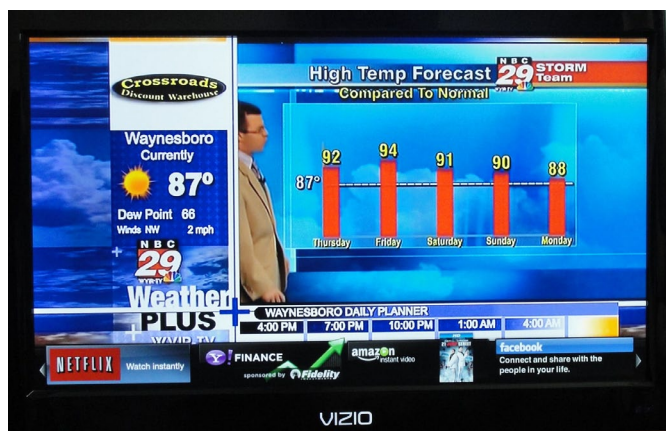 Crossroads
Discount Warehouse
Waynesboro
Currently
87°
Dew Point 66
Winds NW 2 mph
NBC
29
WVIR-TV
Weather
PLUS
WVIR-TV
High Temp Forecast
Compared To Normal
NBC
29
STORM
Team
92
94
91
90
88
87°
Thursday
Friday
Saturday
Sunday
Monday
WAYNESBORO DAILY PLANNER
4:00 PM 7:00 PM 10:00 PM 1:00 AM 4:00 AM
NETFLIX
Watch instantly
Y! FINANCE
sponsored by Fidelity
amazon
instant video
facebook
Connect and share with the
people in your life.
VIZIO